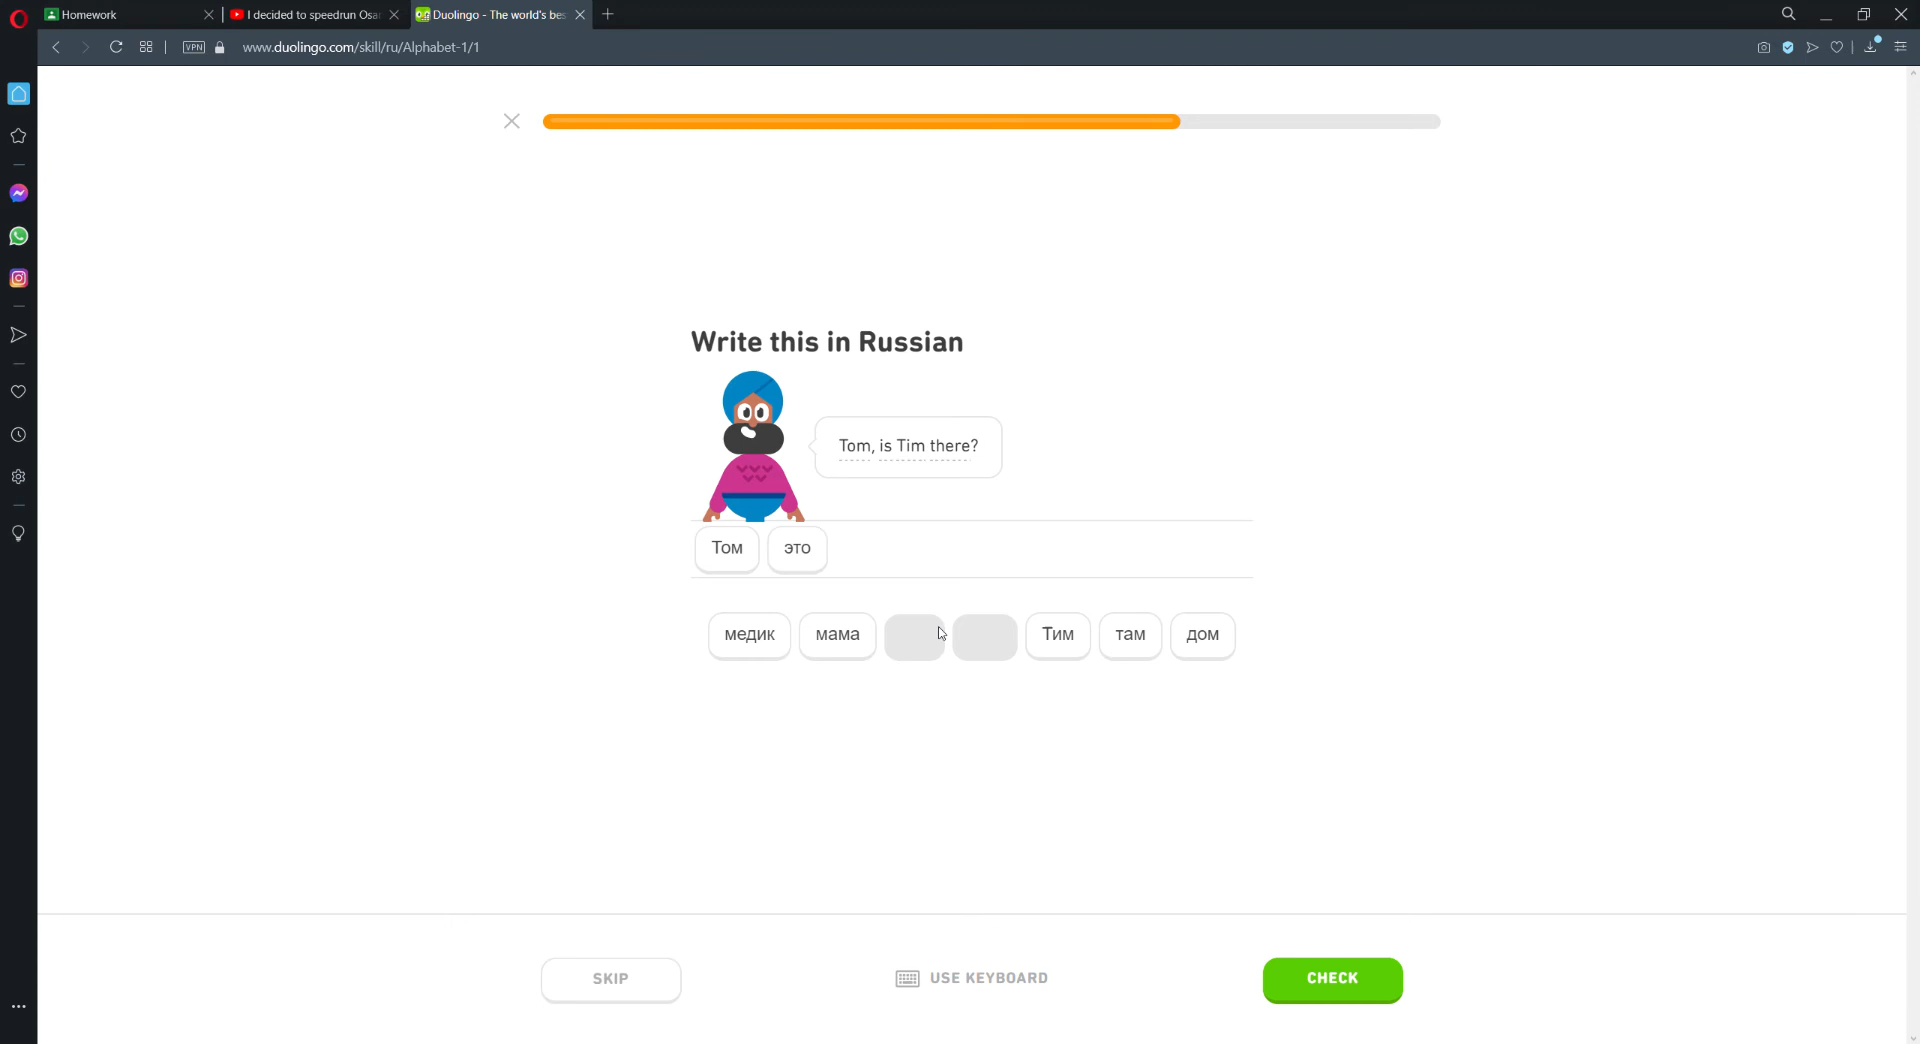 Homework
I decided to speedrun Osa
Duolingo - The world's bes
VPN
www.duolingo.com/skill/ru/Alphabet-1/1
Write this in Russian
Tom, is Tim there?
Том это
медик мама Тим там дом
SKIP
USE KEYBOARD
CHECK